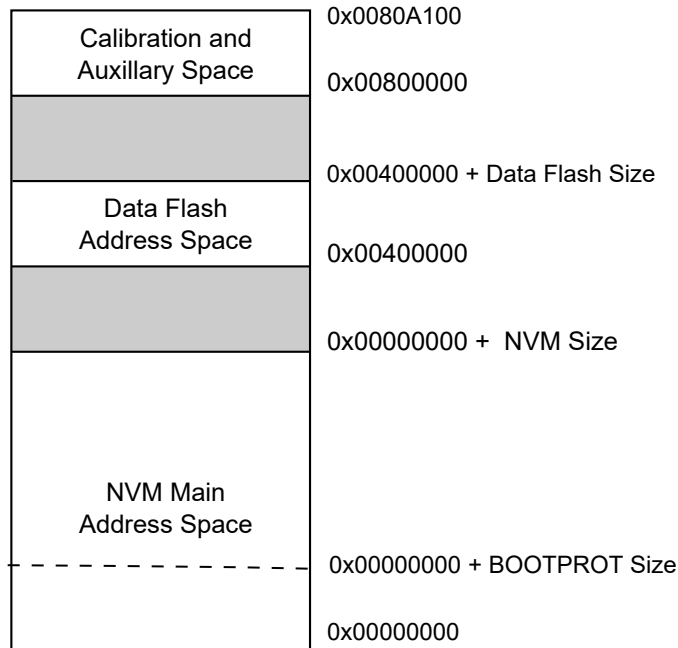 0x0080A100
Calibration and
Auxillary Space
0x00800000
0x00400000 + Data Flash Size
Data Flash
Address Space
0x00400000
0x00000000 + NVM Size
NVM Main
Address Space
0x00000000 + BOOTPROT Size
0x00000000